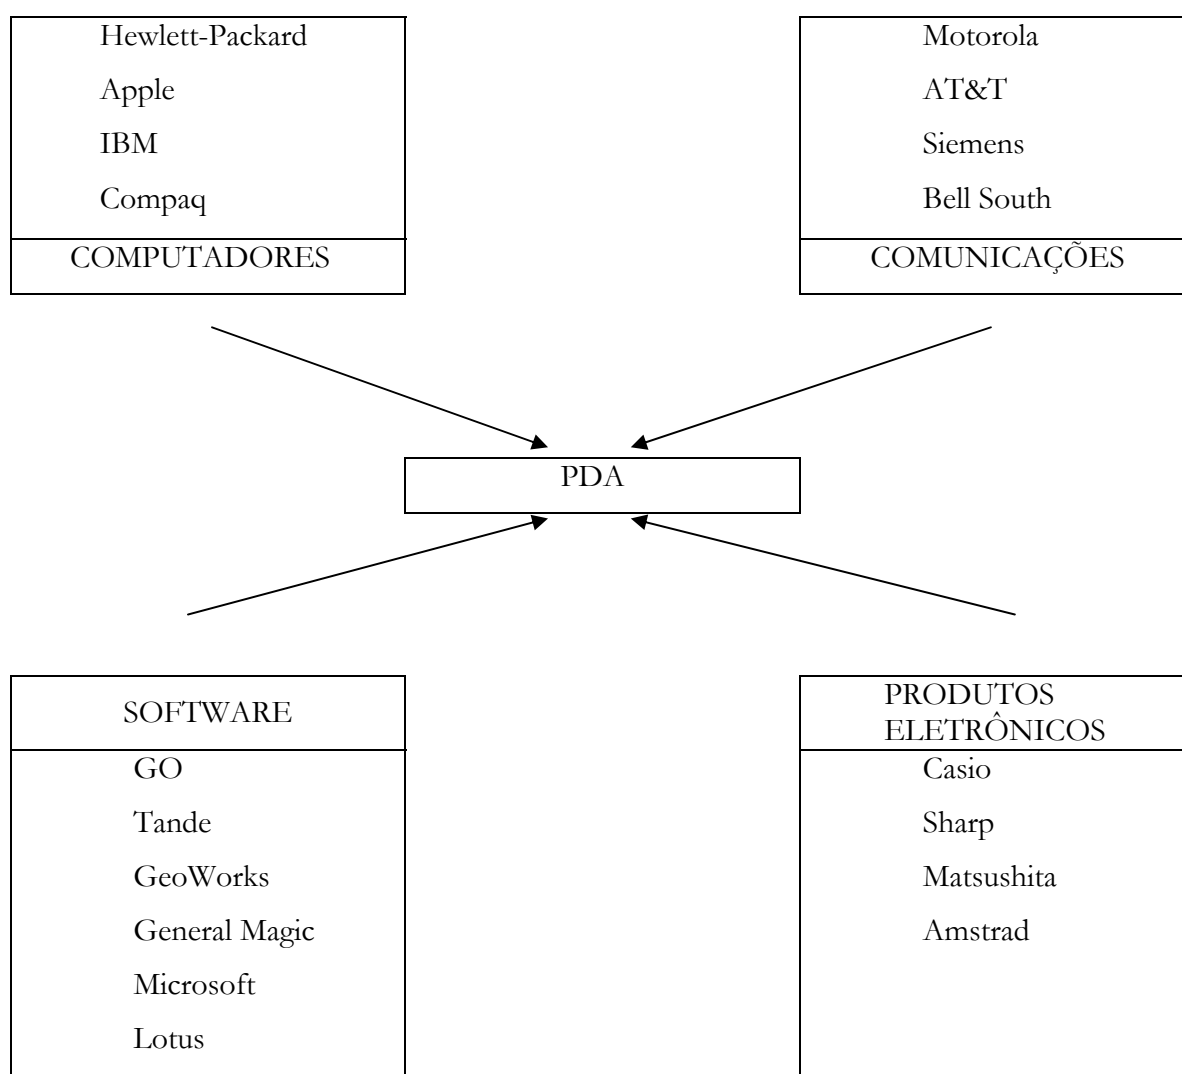 Hewlett-Packard
Apple
IBM
Compaq
COMPUTADORES
Motorola
AT&T
Siemens
Bell South
COMUNICAÇÕES
PDA
SOFTWARE
GO
Tande
GeoWorks
General Magic
Microsoft
Lotus
PRODUTOS
ELETRÔNICOS
Casio
Sharp
Matsushita
Amstrad